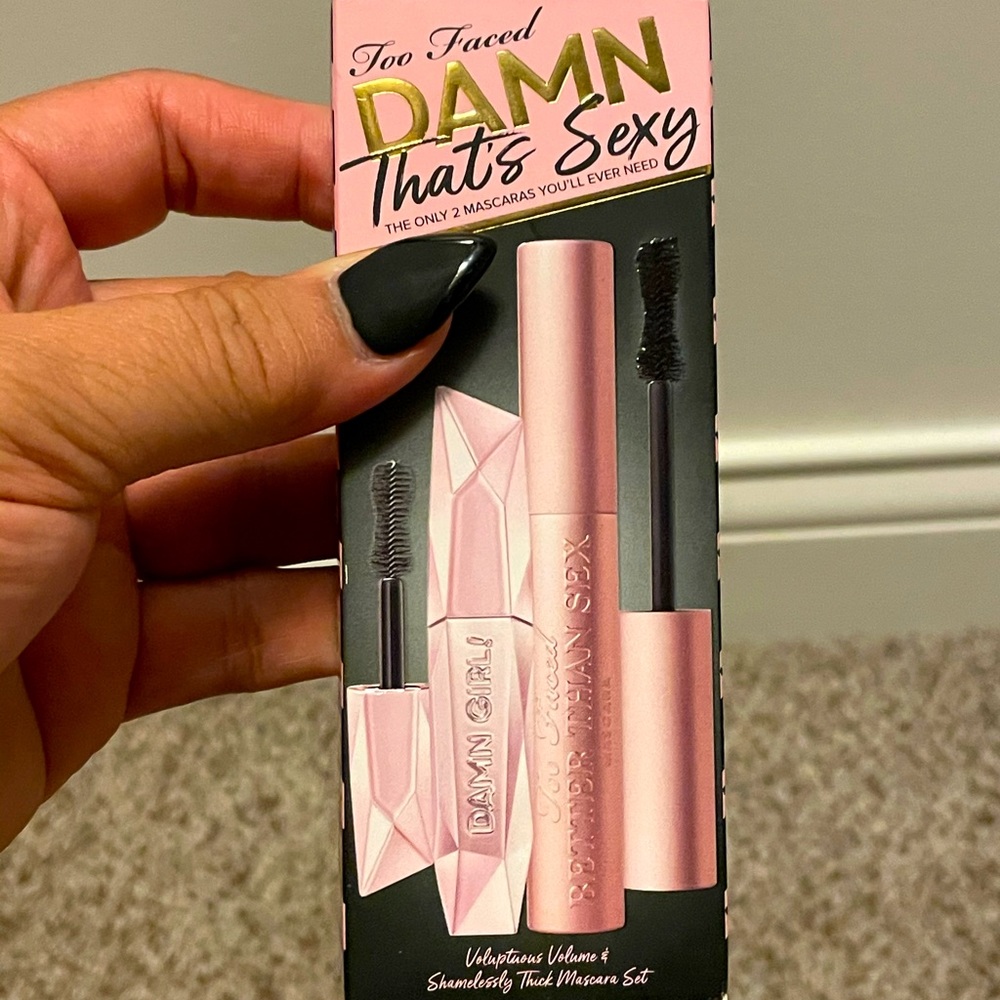 Too Faced
DAMN
That's Sexy
THE ONLY 2 MASCARAS YOU'LL EVER NEED
DAMN GIRL!
Too Faced
BETTER THAN SEX
MASCARA
Voluptuous Volume &
Shamelessly Thick Mascara Set